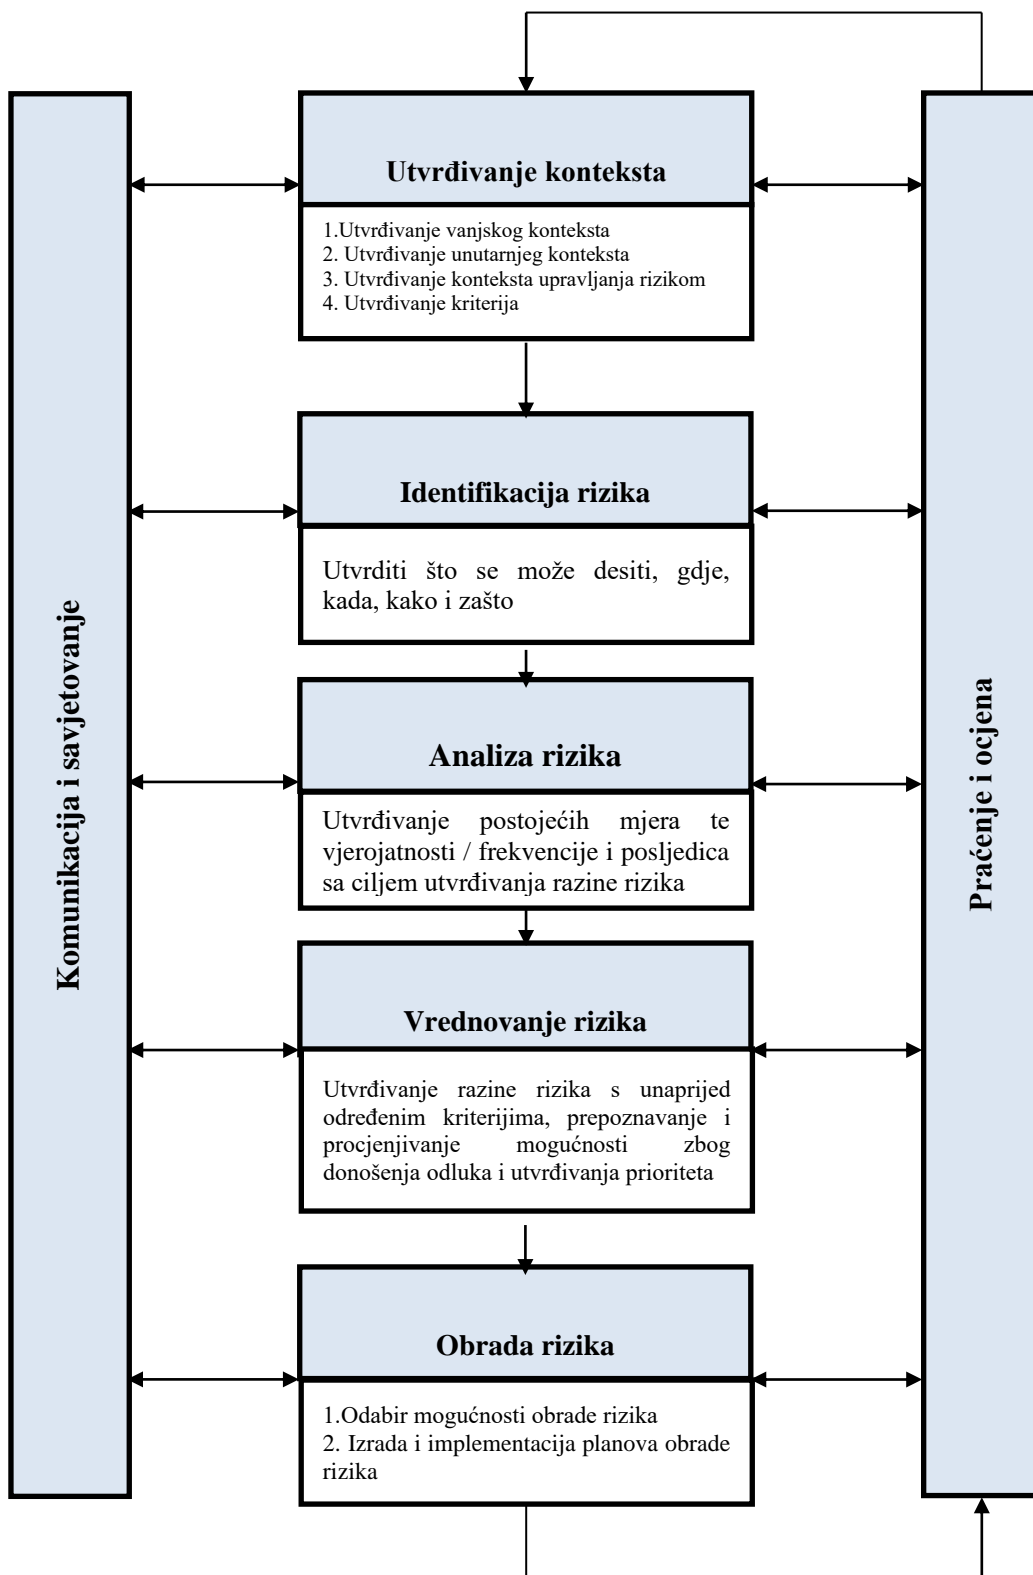 Komunikacija i savjetovanje
Utvrđivanje konteksta
1.Utvrđivanje vanjskog konteksta
2. Utvrđivanje unutarnjeg konteksta
3. Utvrđivanje konteksta upravljanja rizikom
4. Utvrđivanje kriterija
Identifikacija rizika
Utvrditi što se može desiti, gdje,
kada, kako i zašto
Analiza rizika
Utvrđivanje postojećih mjera te
vjerojatnosti / frekvencije i posljedica
sa ciljem utvrđivanja razine rizika
Vrednovanje rizika
Utvrđivanje razine rizika s unaprijed
određenim kriterijima, prepoznavanje i
procjenjivanje mogućnosti zbog
donošenja odluka i utvrđivanja prioriteta
Obrada rizika
1.Odabir mogućnosti obrade rizika
2. Izrada i implementacija planova obrade
rizika
Praćenje i ocjena